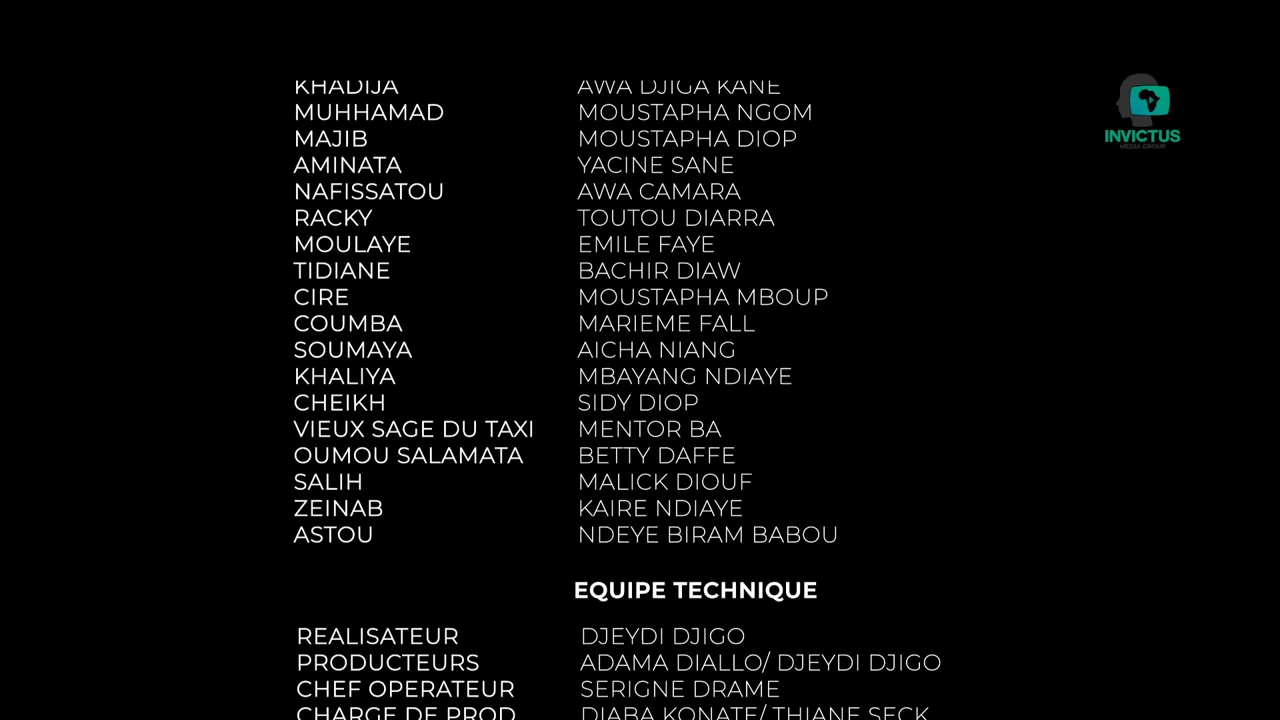 KHADIJA AWA DJIGA KANE
MUHHAMAD MOUSTAPHA NGOM
MAJIB MOUSTAPHA DIOP
AMINATA YACINE SANE
NAFISSATOU AWA CAMARA
RACKY TOUTOU DIARRA
MOULAYE EMILE FAYE
TIDIANE BACHIR DIAW
CIRE MOUSTAPHA MBOUP
COUMBA MARIEME FALL
SOUMAYA AICHA NIANG
KHALIYA MBAYANG NDIAYE
CHEIKH SIDY DIOP
VIEUX SAGE DU TAXI MENTOR BA
OUMOU SALAMATA BETTY DAFFE
SALIH MALICK DIOUF
ZEINAB KAIRE NDIAYE
ASTOU NDEYE BIRAM BABOU
EQUIPE TECHNIQUE
REALISATEUR DJEYDI DJIGO
PRODUCTEURS ADAMA DIALLO/ DJEYDI DJIGO
CHEF OPERATEUR SERIGNE DRAME
CHARGE DE PROD DIABA KONATE/ THIANE SECK
INVICTUS
MEDIA GROUP